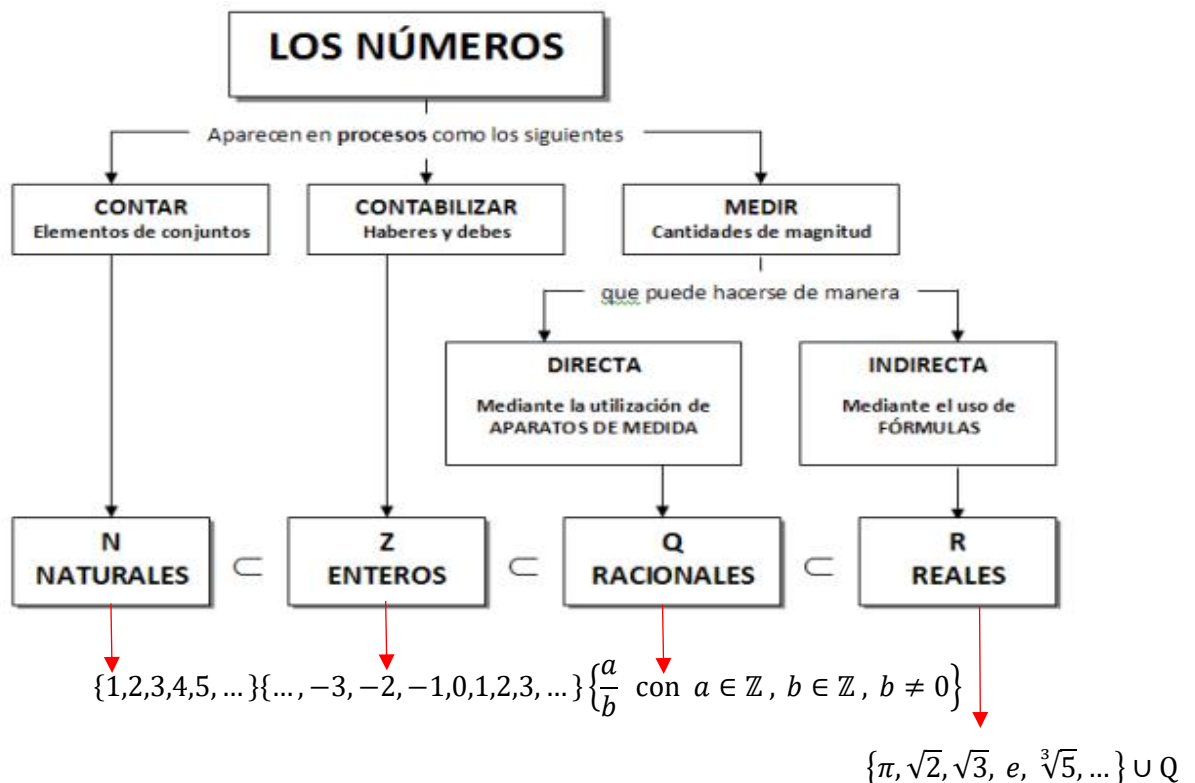 LOS NÚMEROS
Aparecen en procesos como los siguientes
CONTAR
Elementos de conjuntos
CONTABILIZAR
Haberes y debes
MEDIR
Cantidades de magnitud
que puede hacerse de manera
DIRECTA
Mediante la utilización de
APARATOS DE MEDIDA
INDIRECTA
Mediante el uso de
FÓRMULAS
N
NATURALES
⊂
Z
ENTEROS
⊂
Q
RACIONALES
⊂
R
REALES
{1,2,3,4,5, …}{…, −3, −2, −1,0,1,2,3, …}{a/b con a ∈ ℤ , b ∈ ℤ , b ≠ 0}
{π, √2, √3, e, ∛5, …} ∪ Q